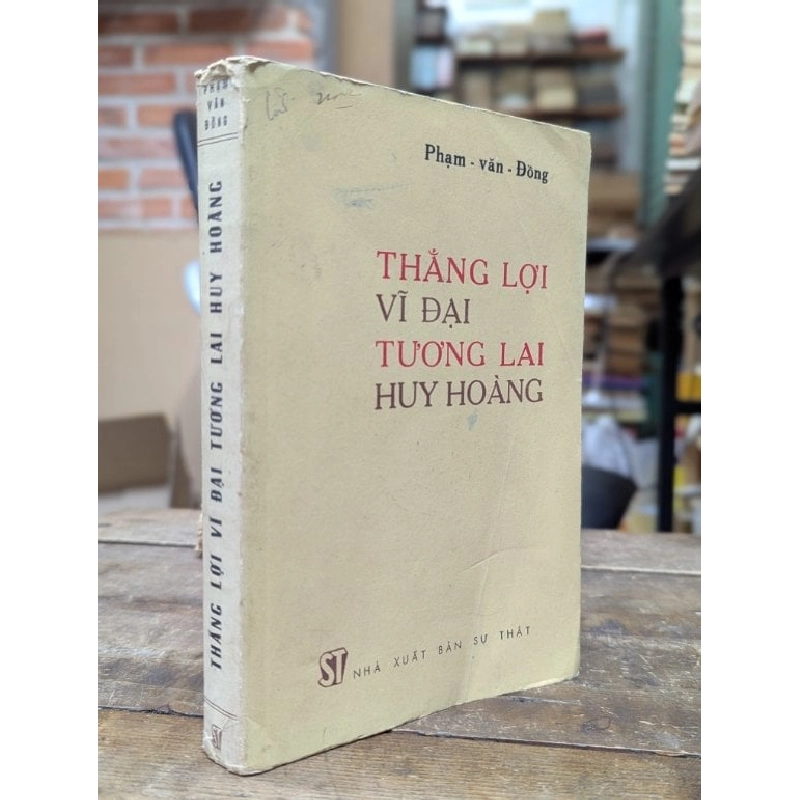 PHẠM
VĂN
ĐỒNG
THẮNG LỢI VĨ ĐẠI TƯƠNG LAI HUY HOÀNG
ST
Phạm - văn - Đồng
THẮNG LỢI
VĨ ĐẠI
TƯƠNG LAI
HUY HOÀNG
ST NHÀ XUẤT BẢN SỰ THẬT